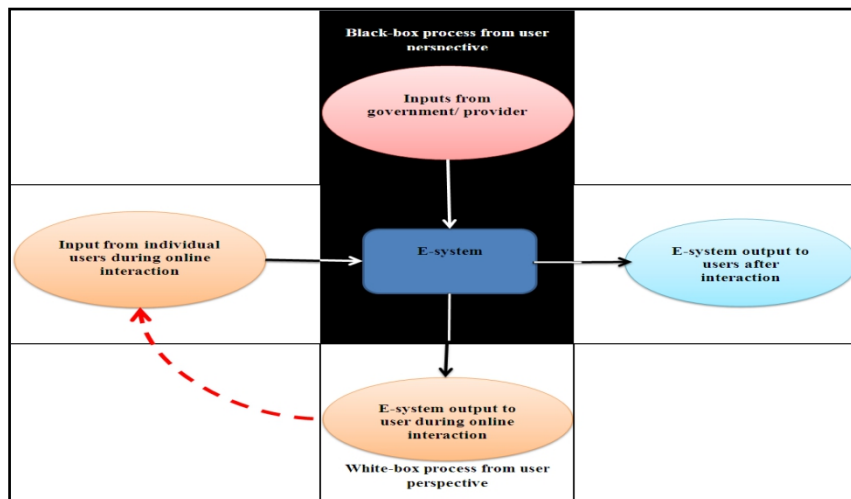 Black-box process from user
perspective
Inputs from
government/ provider
Input from individual
users during online
interaction
E-system
E-system output to
users after
interaction
E-system output to
user during online
interaction
White-box process from user
perspective